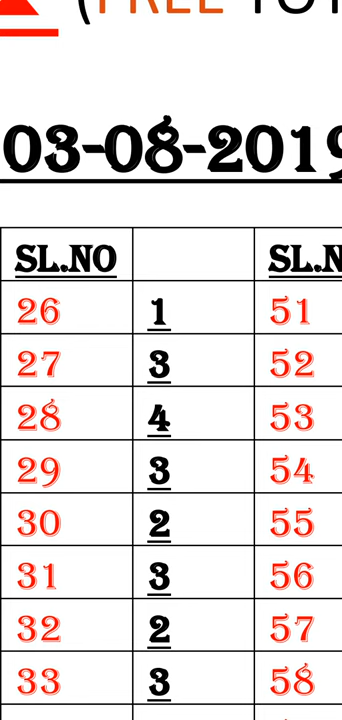 (FREE TUT
03-08-2019
SL.NO SL.N
26 1 51
27 3 52
28 4 53
29 3 54
30 2 55
31 3 56
32 2 57
33 3 58